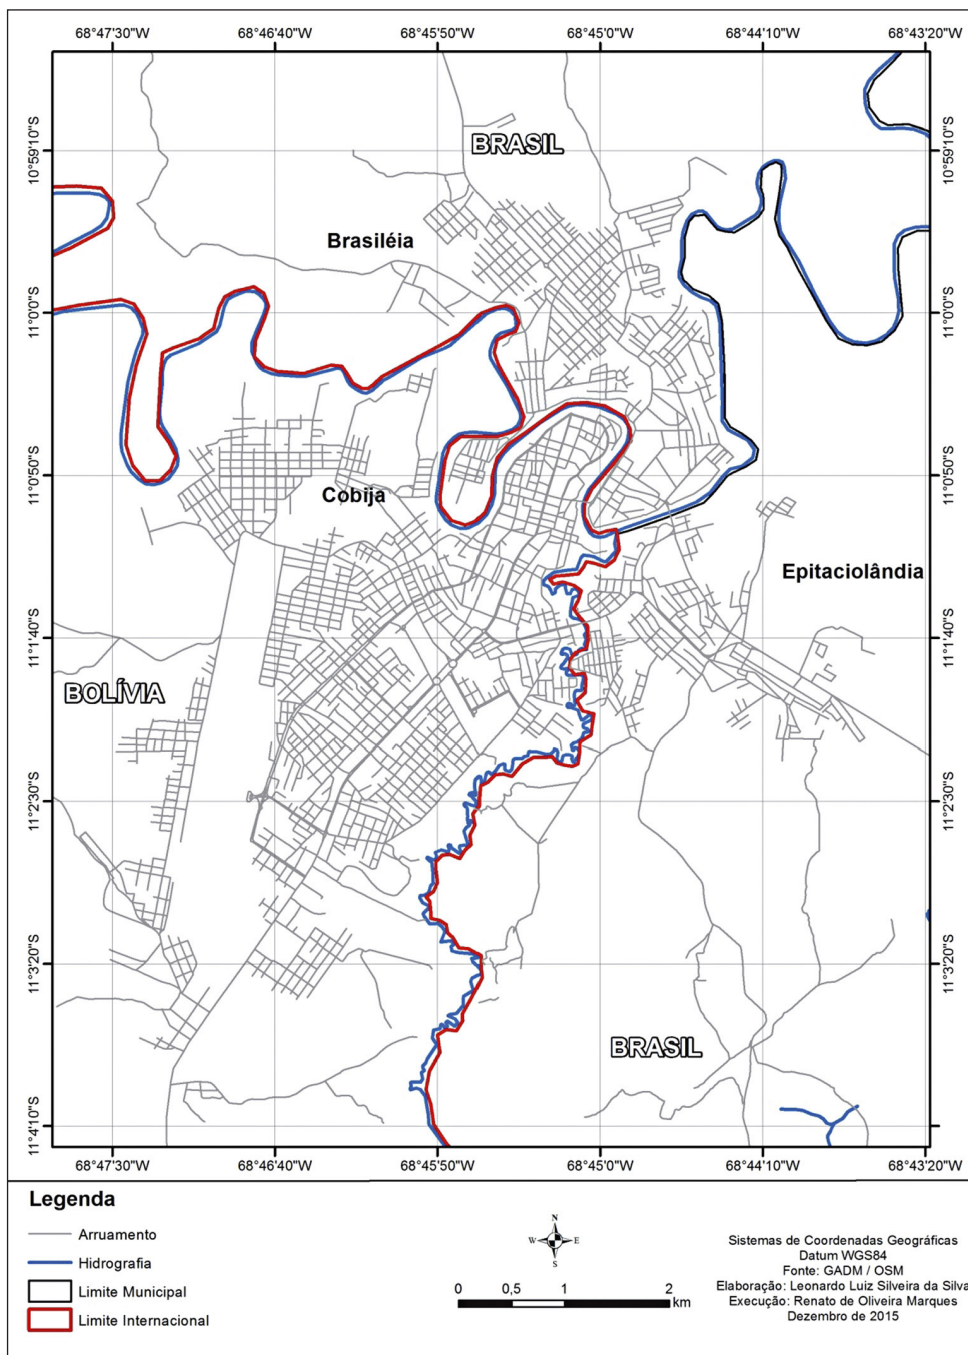 68°47'30"W 68°46'40"W 68°45'50"W 68°45'0"W 68°44'10"W 68°43'20"W
10°59'10"S 10°59'10"S
BRASIL
Brasiléia
11°0'0"S 11°0'0"S
11°0'50"S 11°0'50"S
Cobija
Epitaciolândia
11°1'40"S 11°1'40"S
BOLÍVIA
11°2'30"S 11°2'30"S
11°3'20"S 11°3'20"S
BRASIL
11°4'10"S 11°4'10"S
68°47'30"W 68°46'40"W 68°45'50"W 68°45'0"W 68°44'10"W 68°43'20"W
Legenda
Arruamento
Hidrografia
Limite Municipal
Limite Internacional
N
W E
S
0 0,5 1 2
km
Sistemas de Coordenadas Geográficas
Datum WGS84
Fonte: GADM / OSM
Elaboração: Leonardo Luiz Silveira da Silva
Execução: Renato de Oliveira Marques
Dezembro de 2015